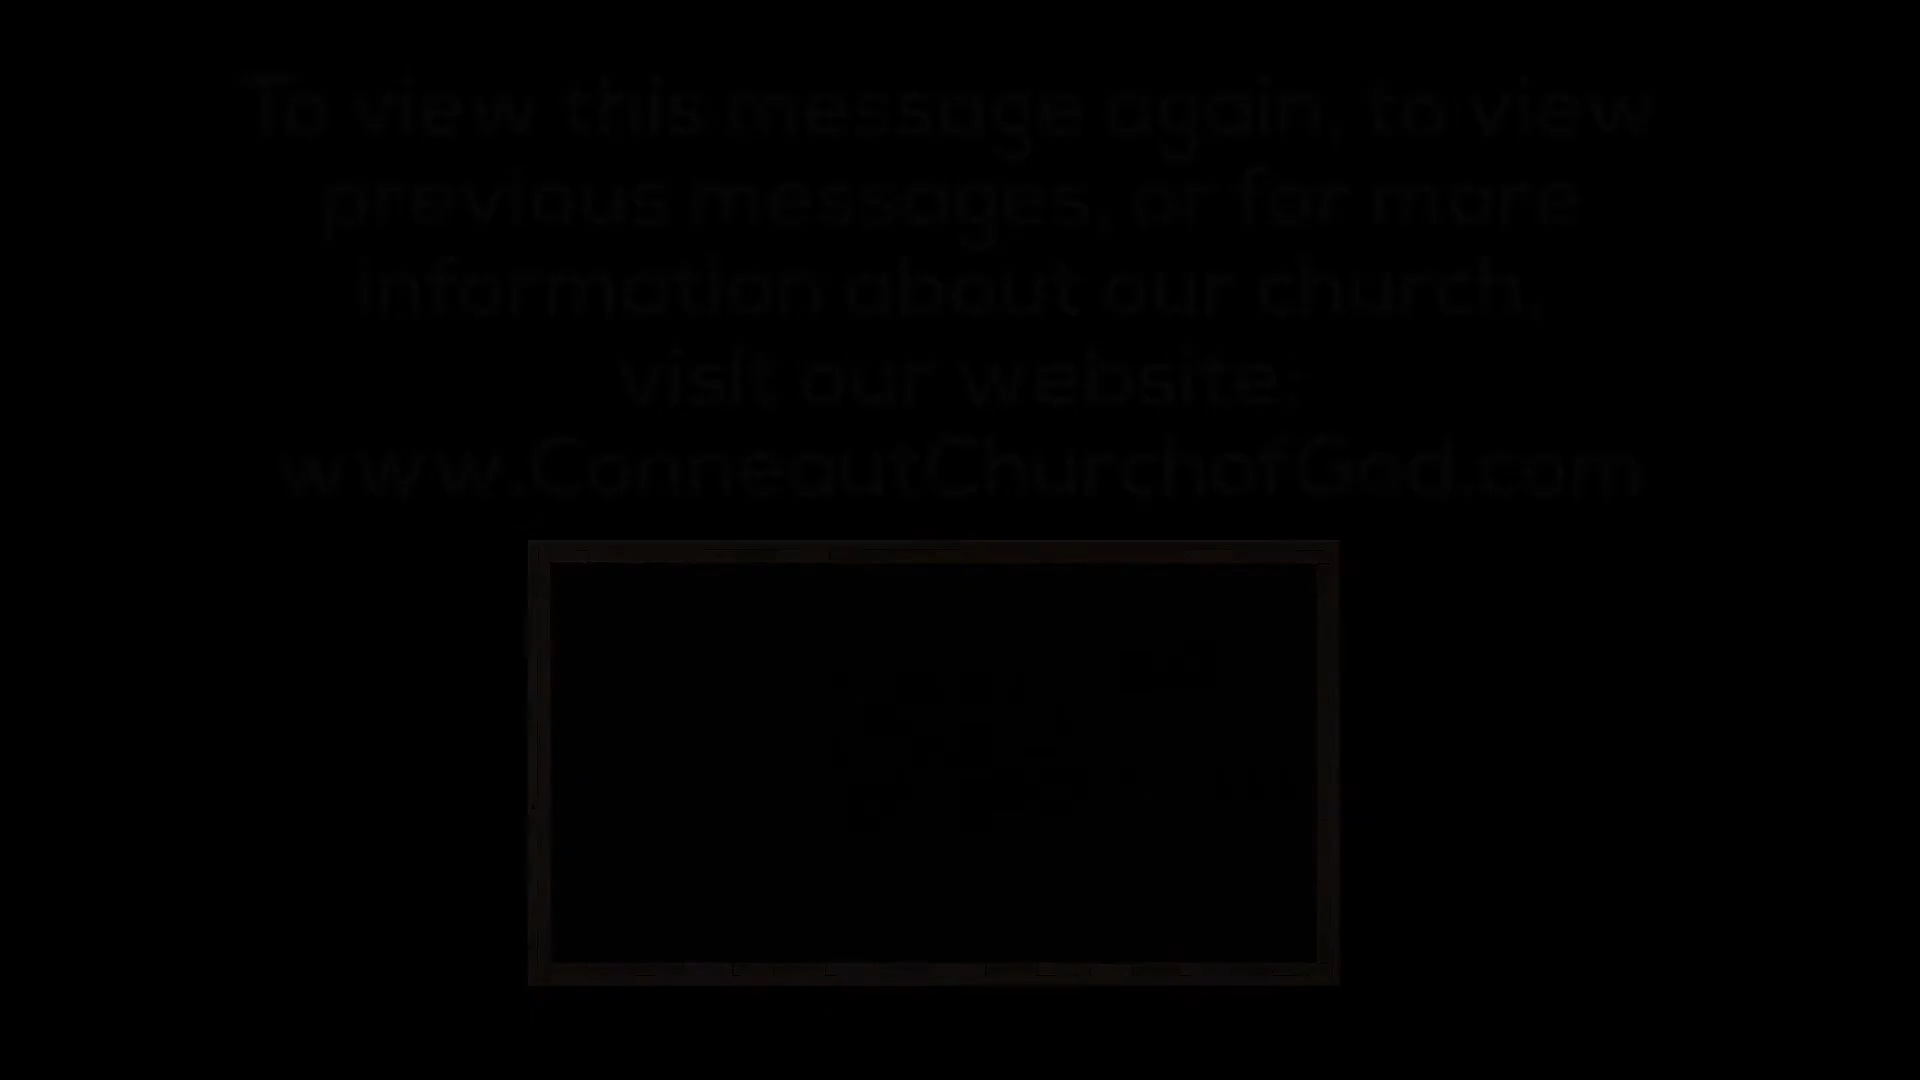 To view this message again, to view
previous messages, or for more
information about our church,
visit our website:
www.ConneautChurchofGod.com